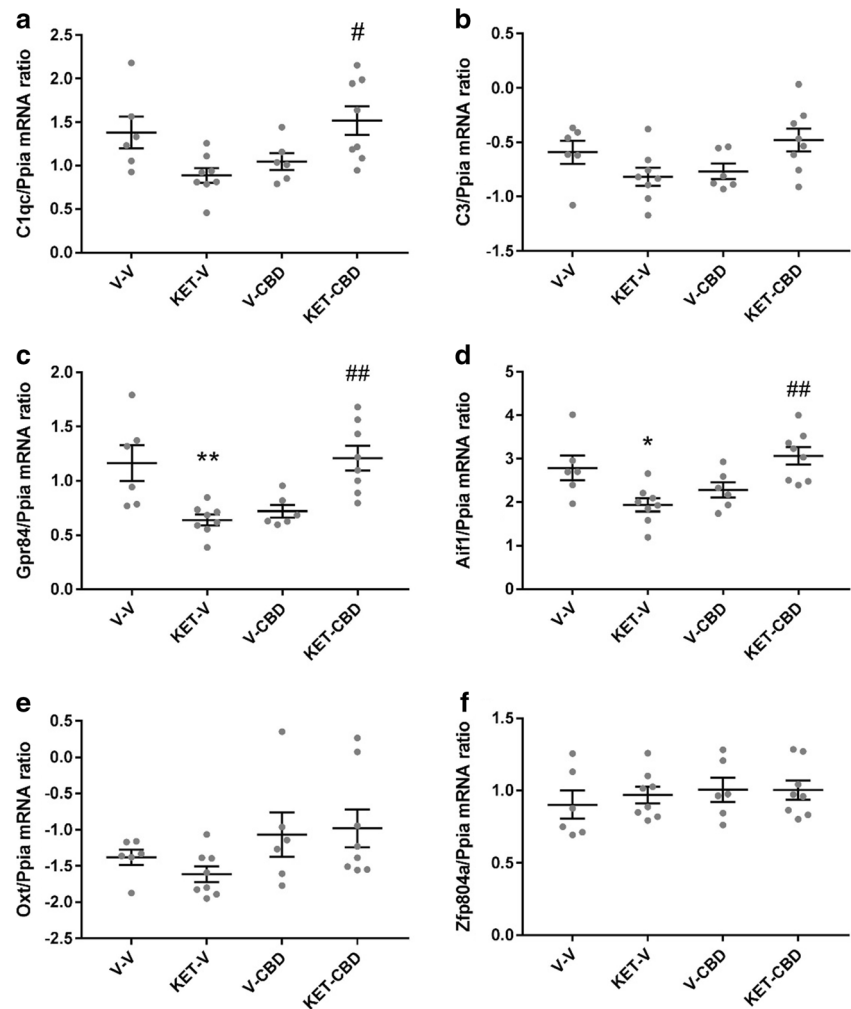 a
C1qc/Ppia mRNA ratio
2.5
2.0
1.5
1.0
0.5
0.0
#
V-V
KET-V
V-CBD
KET-CBD
b
C3/Ppia mRNA ratio
0.5
0.0
-0.5
-1.0
-1.5
V-V
KET-V
V-CBD
KET-CBD
c
Gpr84/Ppia mRNA ratio
2.0
1.5
1.0
0.5
0.0
**
##
V-V
KET-V
V-CBD
KET-CBD
d
Aif1/Ppia mRNA ratio
5
4
3
2
1
0
*
##
V-V
KET-V
V-CBD
KET-CBD
e
Oxt/Ppia mRNA ratio
0.5
0.0
-0.5
-1.0
-1.5
-2.0
-2.5
V-V
KET-V
V-CBD
KET-CBD
f
Zfp804a/Ppia mRNA ratio
1.5
1.0
0.5
0.0
V-V
KET-V
V-CBD
KET-CBD